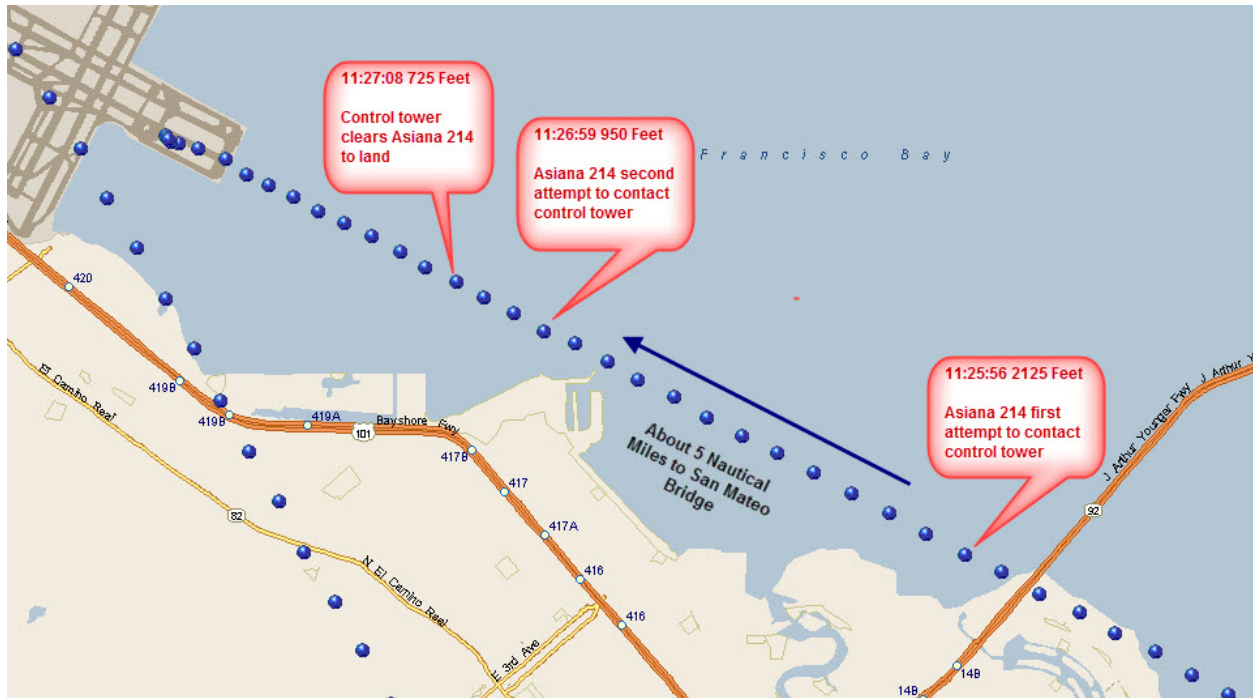 11:27:08 725 Feet
Control tower
clears Asiana 214
to land
11:26:59 950 Feet
Asiana 214 second
attempt to contact
control tower
Francisco Bay
11:25:56 2125 Feet
Asiana 214 first
attempt to contact
control tower
About 5 Nautical
Miles to San Mateo
Bridge
J Arthur Younger Fwy
J Arthur Y
92
420
El Camino Real
419B
419B
419A
Bayshore Fwy
101
417B
417
417A
82
N El Camino Real
416
416
E 3rd Ave
14B
14B